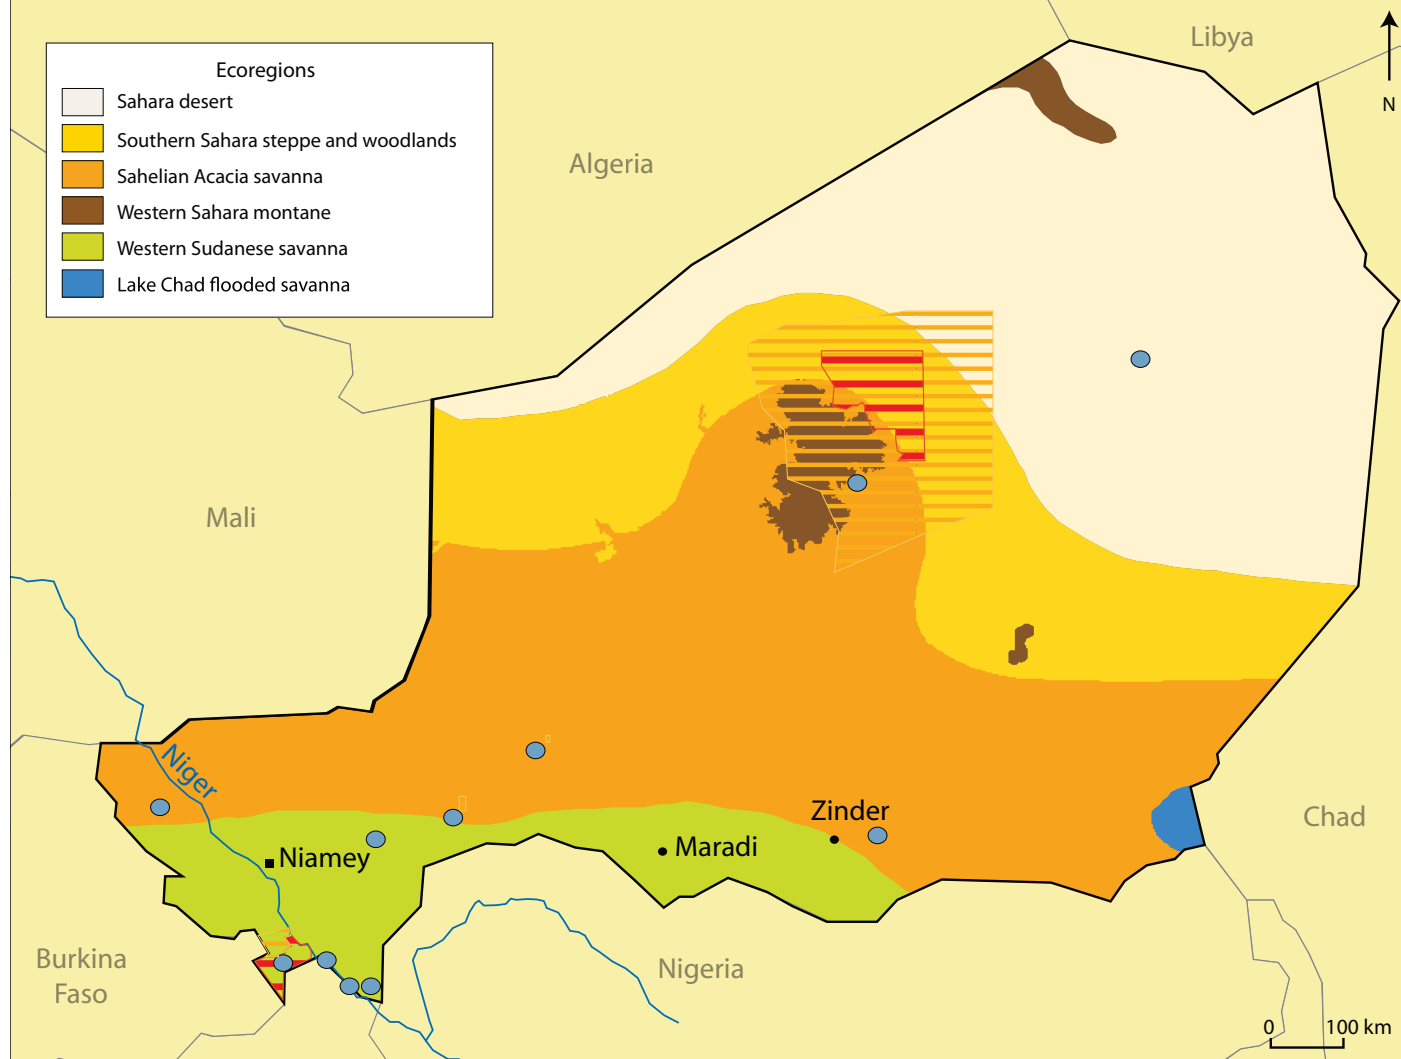 Libya
N
Ecoregions
Sahara desert
Southern Sahara steppe and woodlands
Sahelian Acacia savanna
Western Sahara montane
Western Sudanese savanna
Lake Chad flooded savanna
Algeria
Mali
Niger
Zinder
Chad
Maradi
Niamey
Burkina
Faso
Nigeria
0 100 km